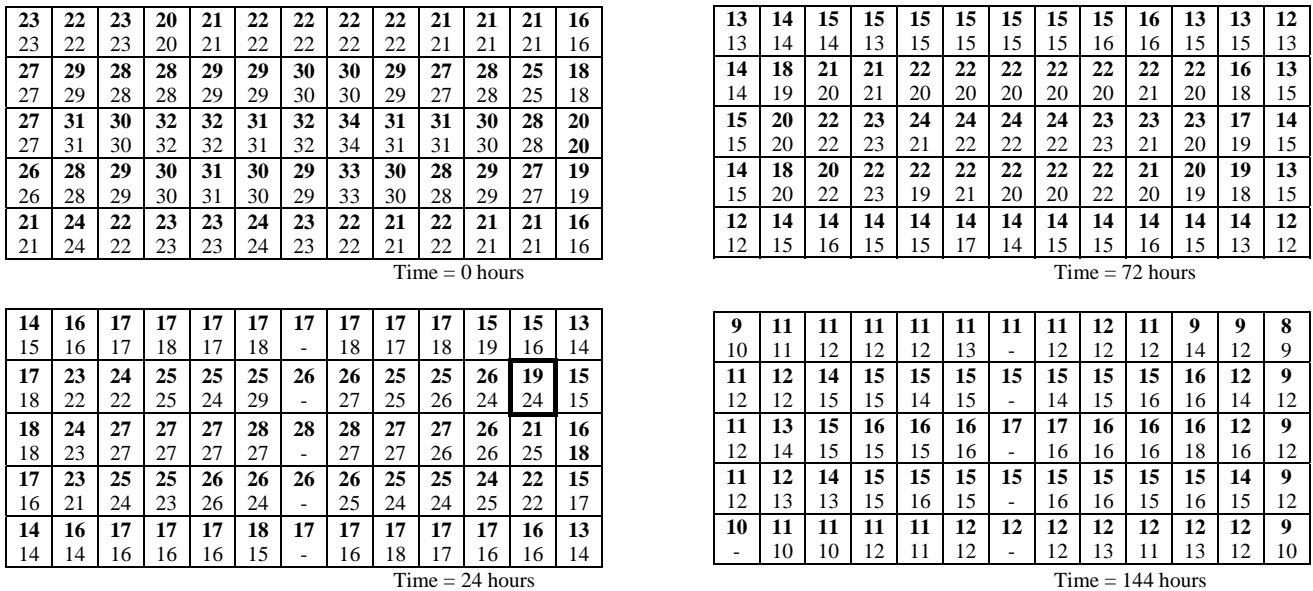 23 22 23 20 21 22 22 22 22 21 21 21 16
23 22 23 20 21 22 22 22 22 21 21 21 16
27 29 28 28 29 29 30 30 29 27 28 25 18
27 29 28 28 29 29 30 30 29 27 28 25 18
27 31 30 32 32 31 32 34 31 31 30 28 20
27 31 30 32 32 31 32 34 31 31 30 28 20
26 28 29 30 31 30 29 33 30 28 29 27 19
26 28 29 30 31 30 29 33 30 28 29 27 19
21 24 22 23 23 24 23 22 21 22 21 21 16
21 24 22 23 23 24 23 22 21 22 21 21 16
Time = 0 hours
13 14 15 15 15 15 15 15 15 16 13 13 12
13 14 14 13 15 15 15 15 16 16 15 15 13
14 18 21 21 22 22 22 22 22 22 22 16 13
14 19 20 21 20 20 20 20 20 21 20 18 15
15 20 22 23 24 24 24 24 23 23 23 17 14
15 20 22 23 21 22 22 22 23 21 20 19 15
14 18 20 22 22 22 22 22 22 21 20 19 13
15 20 22 23 19 21 20 20 22 20 19 18 15
12 14 14 14 14 14 14 14 14 14 14 14 12
12 15 16 15 15 17 14 15 15 16 15 13 12
Time = 72 hours
14 16 17 17 17 17 17 17 17 17 15 15 13
15 16 17 18 17 18 - 18 17 18 19 16 14
17 23 24 25 25 25 26 26 25 25 26 19 15
18 22 22 25 24 29 - 27 25 26 24 24 15
18 24 27 27 27 28 28 28 27 27 26 21 16
18 23 27 27 27 27 - 27 27 26 26 25 18
17 23 25 25 26 26 26 26 25 25 24 22 15
16 21 24 23 26 24 - 25 24 24 25 22 17
14 16 17 17 17 18 17 17 17 17 17 16 13
14 14 16 16 16 15 - 16 18 17 16 16 14
Time = 24 hours
9 11 11 11 11 11 11 11 12 11 9 9 8
10 11 12 12 12 13 - 12 12 12 14 12 9
11 12 14 15 15 15 15 15 15 15 16 12 9
12 12 15 15 14 15 - 14 15 16 16 14 12
11 13 15 16 16 16 17 17 16 16 16 12 9
12 14 15 15 15 16 - 16 16 16 18 16 12
11 12 14 15 15 15 15 15 15 15 15 14 9
12 13 13 15 16 15 - 16 16 15 16 15 12
10 11 11 11 11 12 12 12 12 12 12 12 9
- 10 10 12 11 12 - 12 13 11 13 12 10
Time = 144 hours